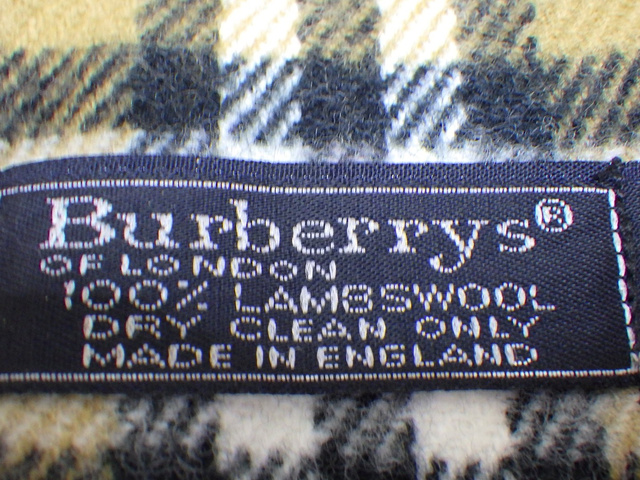 Burberrys®
OF LONDON
100% LAMBSWOOL
DRY CLEAN ONLY
MADE IN ENGLAND